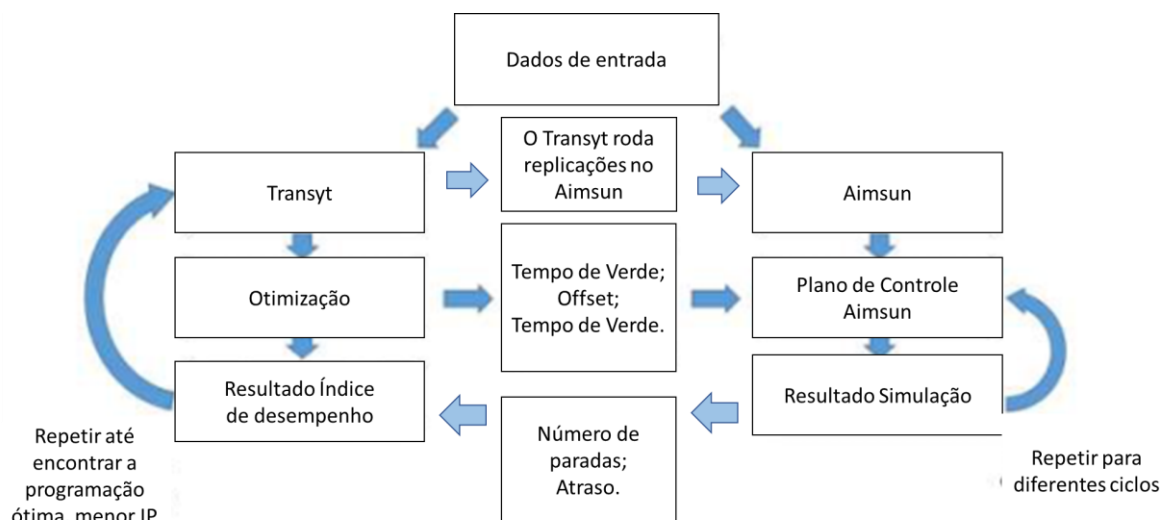 Dados de entrada
O Transyt roda
replicações no
Aimsun
Transyt
Aimsun
Otimização
Tempo de Verde;
Offset;
Tempo de Verde.
Plano de Controle
Aimsun
Resultado Índice
de desempenho
Número de
paradas;
Atraso.
Resultado Simulação
Repetir até
encontrar a
programação
ótima, menor IP
Repetir para
diferentes ciclos